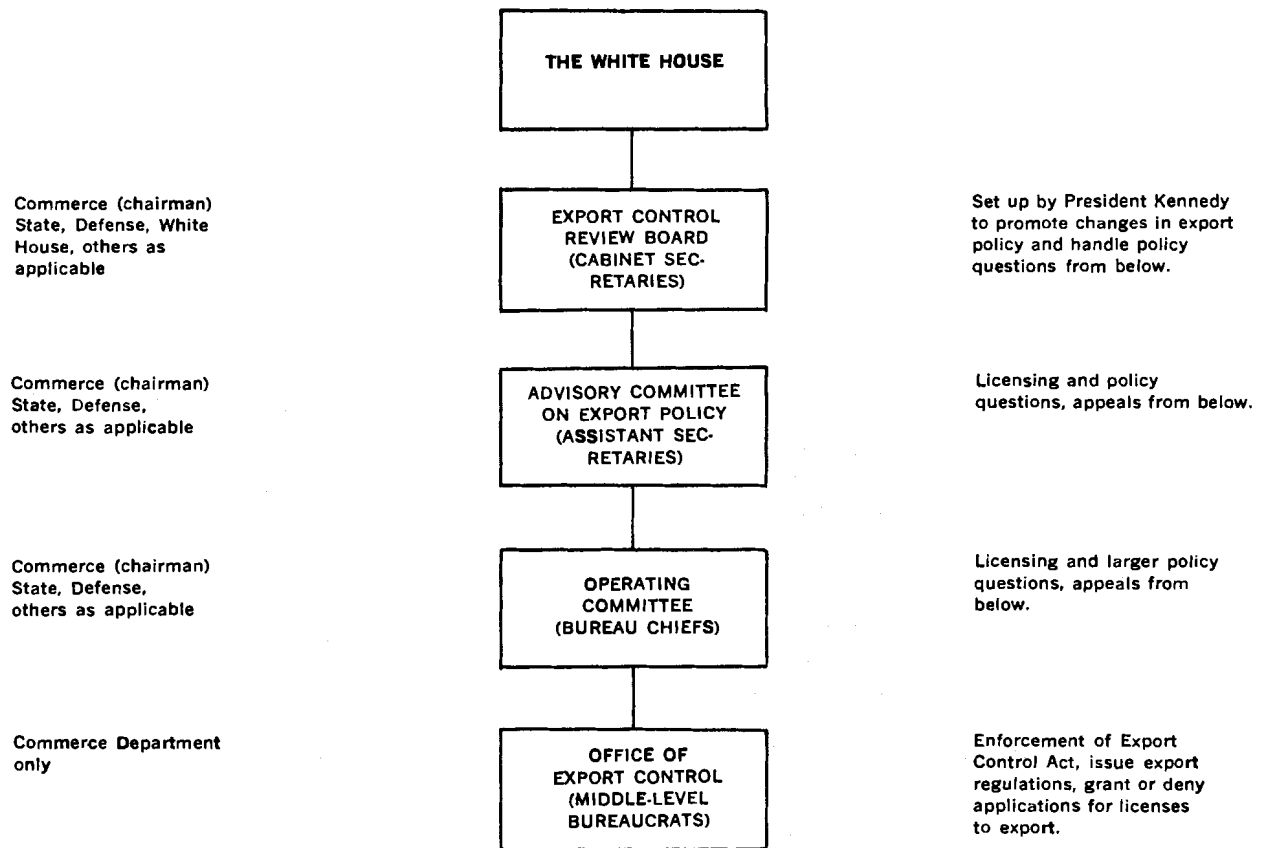 THE WHITE HOUSE
Commerce (chairman)
State, Defense, White
House, others as
applicable
EXPORT CONTROL
REVIEW BOARD
(CABINET SEC-
RETARIES)
Set up by President Kennedy
to promote changes in export
policy and handle policy
questions from below.
Commerce (chairman)
State, Defense,
others as applicable
ADVISORY COMMITTEE
ON EXPORT POLICY
(ASSISTANT SEC-
RETARIES)
Licensing and policy
questions, appeals from below.
Commerce (chairman)
State, Defense,
others as applicable
OPERATING
COMMITTEE
(BUREAU CHIEFS)
Licensing and larger policy
questions, appeals from
below.
Commerce Department
only
OFFICE OF
EXPORT CONTROL
(MIDDLE-LEVEL
BUREAUCRATS)
Enforcement of Export
Control Act, issue export
regulations, grant or deny
applications for licenses
to export.